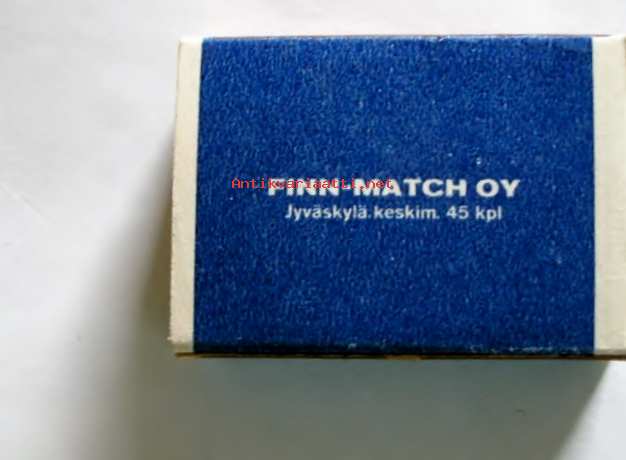 FINN-MATCH OY
Antikvariaatti.net
Jyväskylä.keskim. 45 kpl